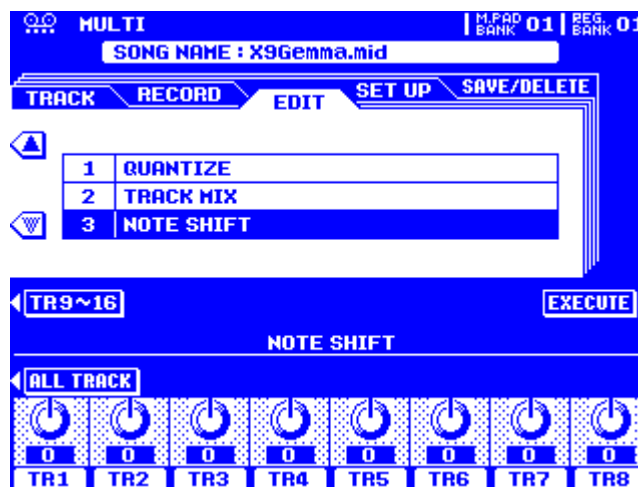 MULTI M.PAD BANK 01 REG. BANK 01
SONG NAME : X9Gemma.mid
TRACK RECORD EDIT SET UP SAVE/DELETE
1 QUANTIZE
2 TRACK MIX
3 NOTE SHIFT
TR9~16 EXECUTE
NOTE SHIFT
ALL TRACK
0 0 0 0 0 0 0 0
TR1 TR2 TR3 TR4 TR5 TR6 TR7 TR8